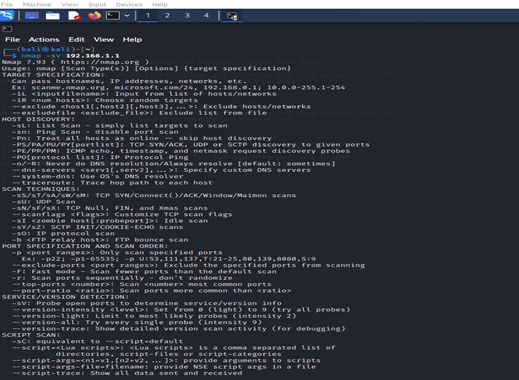 File Machine View Input Devices Help
1 2 3 4
File Actions Edit View Help
(kali㉿kali)-[~]
$ nmap -sv 192.168.1.1
Nmap 7.93 ( https://nmap.org )
Usage: nmap [Scan Type(s)] [Options] {target specification}
TARGET SPECIFICATION:
Can pass hostnames, IP addresses, networks, etc.
Ex: scanme.nmap.org, microsoft.com/24, 192.168.0.1; 10.0.0-255.1-254
-iL <inputfilename>: Input from list of hosts/networks
-iR <num hosts>: Choose random targets
--exclude <host1[,host2][,host3],...>: Exclude hosts/networks
--excludefile <exclude_file>: Exclude list from file
HOST DISCOVERY:
-sL: List Scan - simply list targets to scan
-sn: Ping Scan - disable port scan
-Pn: Treat all hosts as online -- skip host discovery
-PS/PA/PU/PY[portlist]: TCP SYN/ACK, UDP or SCTP discovery to given ports
-PE/PP/PM: ICMP echo, timestamp, and netmask request discovery probes
-PO[protocol list]: IP Protocol Ping
-n/-R: Never do DNS resolution/Always resolve [default: sometimes]
--dns-servers <serv1[,serv2],...>: Specify custom DNS servers
--system-dns: Use OS's DNS resolver
--traceroute: Trace hop path to each host
SCAN TECHNIQUES:
-sS/sT/sA/sW/sM: TCP SYN/Connect()/ACK/Window/Maimon scans
-sU: UDP Scan
-sN/sF/sX: TCP Null, FIN, and Xmas scans
--scanflags <flags>: Customize TCP scan flags
-sI <zombie host[:probeport]>: Idle scan
-sY/sZ: SCTP INIT/COOKIE-ECHO scans
-sO: IP protocol scan
-b <FTP relay host>: FTP bounce scan
PORT SPECIFICATION AND SCAN ORDER:
-p <port ranges>: Only scan specified ports
Ex: -p22; -p1-65535; -p U:53,111,137,T:21-25,80,139,8080,S:9
--exclude-ports <port ranges>: Exclude the specified ports from scanning
-F: Fast mode - Scan fewer ports than the default scan
-r: Scan ports sequentially - don't randomize
--top-ports <number>: Scan <number> most common ports
--port-ratio <ratio>: Scan ports more common than <ratio>
SERVICE/VERSION DETECTION:
-sV: Probe open ports to determine service/version info
--version-intensity <level>: Set from 0 (light) to 9 (try all probes)
--version-light: Limit to most likely probes (intensity 2)
--version-all: Try every single probe (intensity 9)
--version-trace: Show detailed version scan activity (for debugging)
SCRIPT SCAN:
-sC: equivalent to --script=default
--script=<Lua scripts>: <Lua scripts> is a comma separated list of
directories, script-files or script-categories
--script-args=<n1=v1,[n2=v2,...]>: provide arguments to scripts
--script-args-file=filename: provide NSE script args in a file
--script-trace: Show all data sent and received